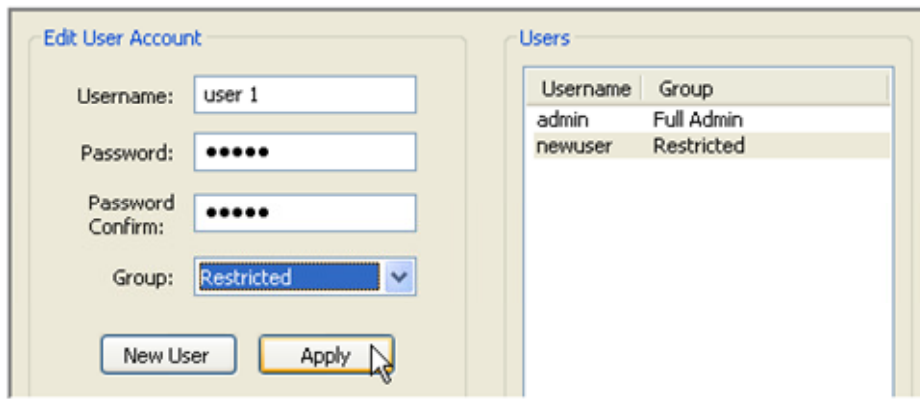 Edit User Account
Username: user 1
Password: •••••
Password
Confirm: •••••
Group: Restricted
New User Apply
Users
Username Group
admin Full Admin
newuser Restricted